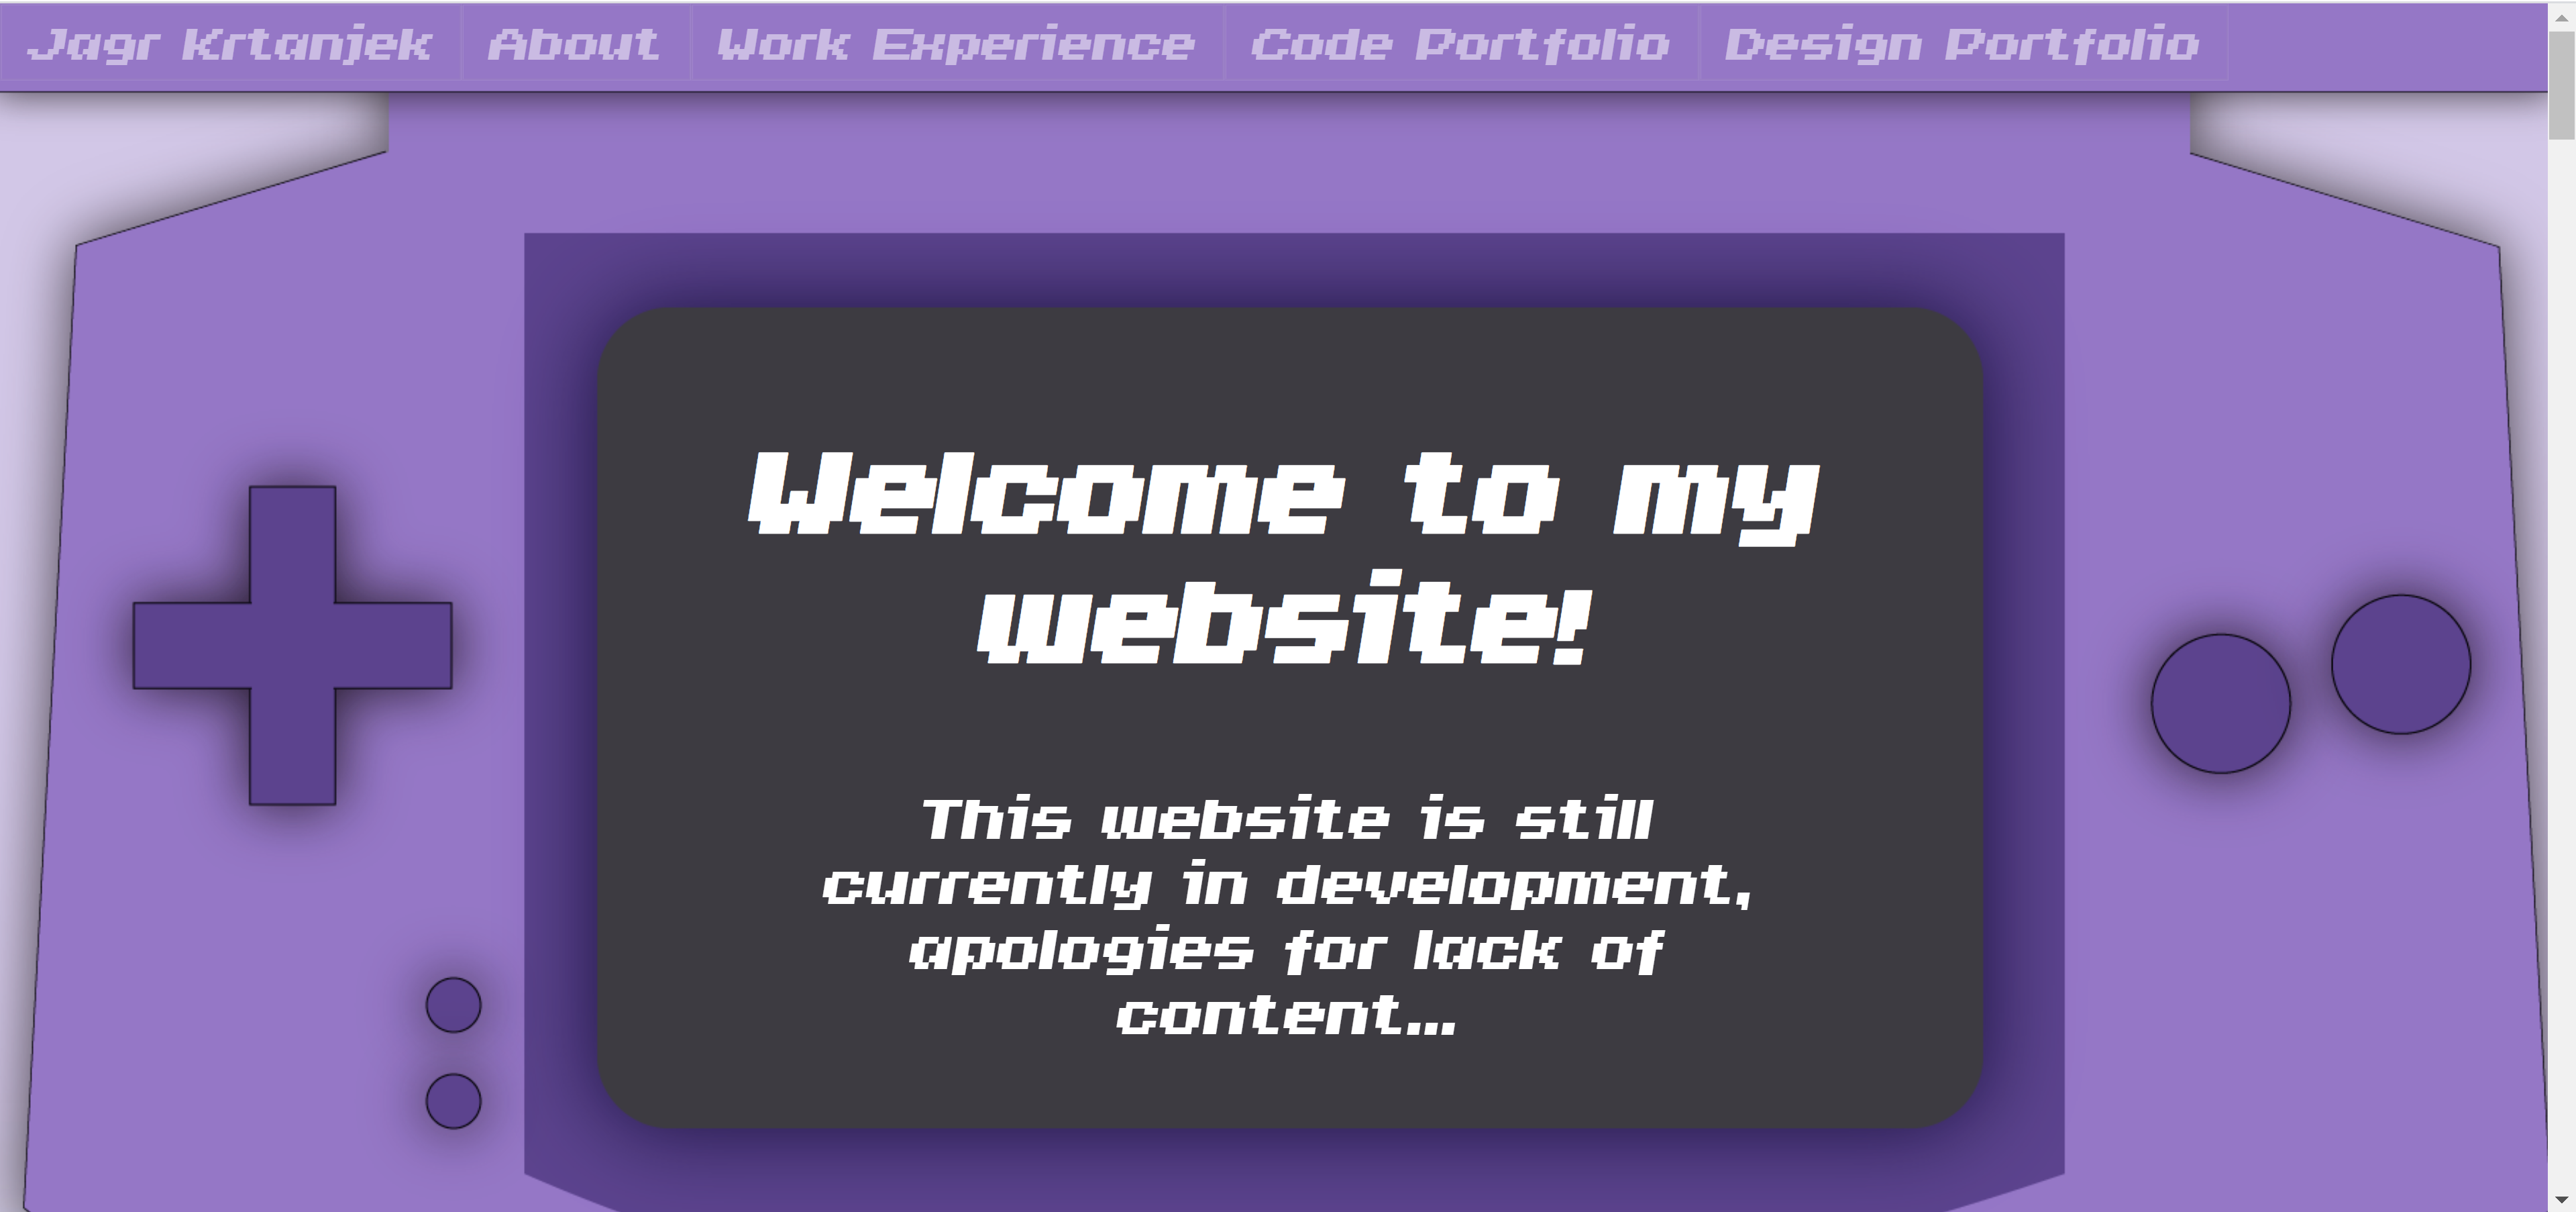 Jagr Krtanjek About Work Experience Code Portfolio Design Portfolio
Welcome to my
website!
This website is still
currently in development,
apologies for lack of
content...